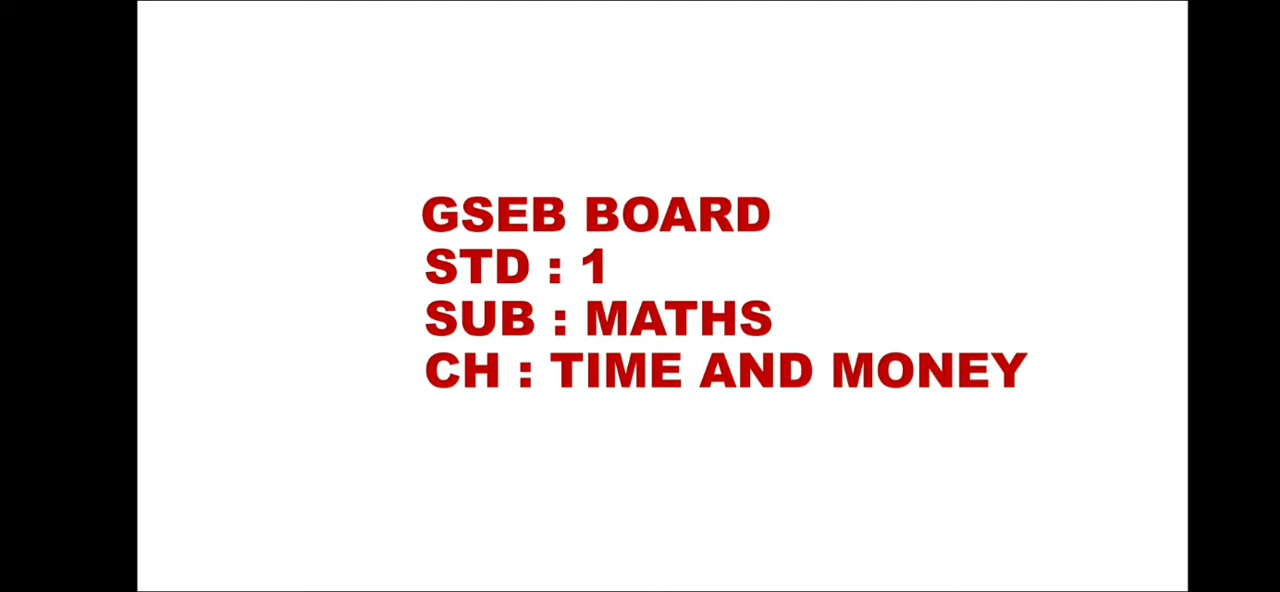 GSEB BOARD
STD : 1
SUB : MATHS
CH : TIME AND MONEY